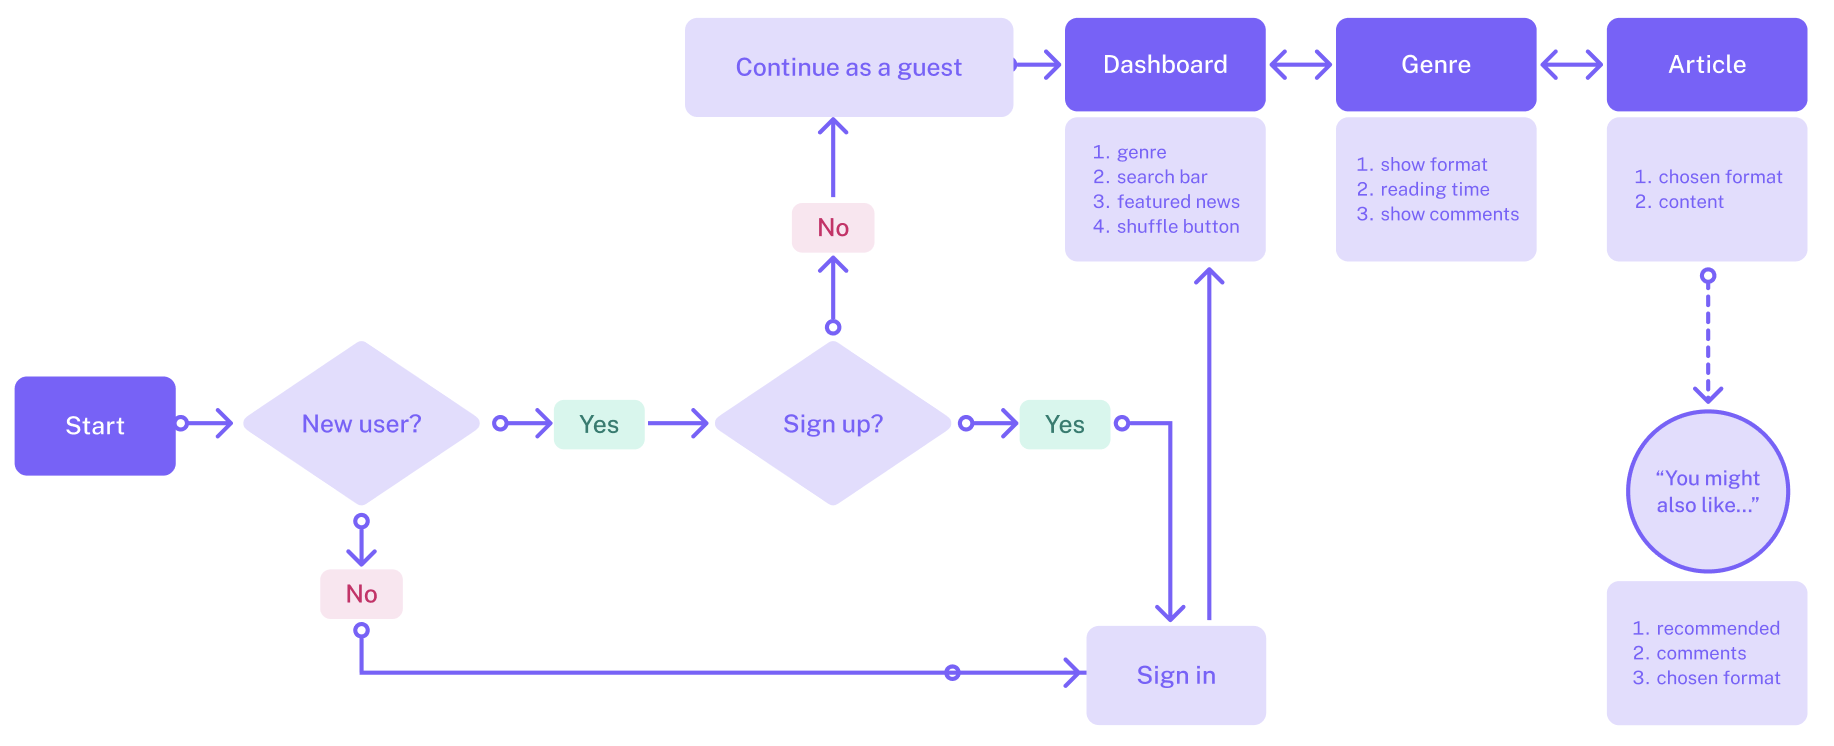 Continue as a guest
Dashboard
Genre
Article
1. genre
2. search bar
3. featured news
4. shuffle button
1. show format
2. reading time
3. show comments
1. chosen format
2. content
No
Start
New user?
Yes
Sign up?
Yes
“You might
also like...”
No
Sign in
1. recommended
2. comments
3. chosen format